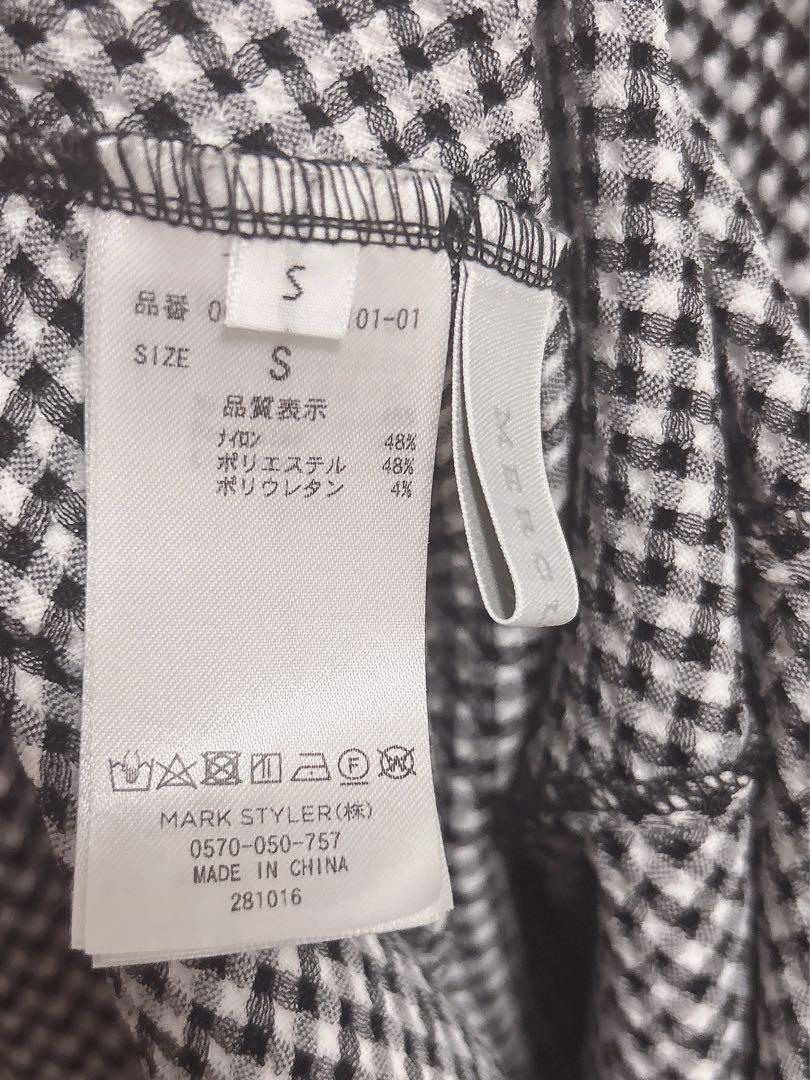 S
品番 0 01-01
SIZE S
品質表示
ナイロン 48%
ポリエステル 48%
ポリウレタン 4%
F
W
MARK STYLER(株)
0570-050-757
MADE IN CHINA
281016